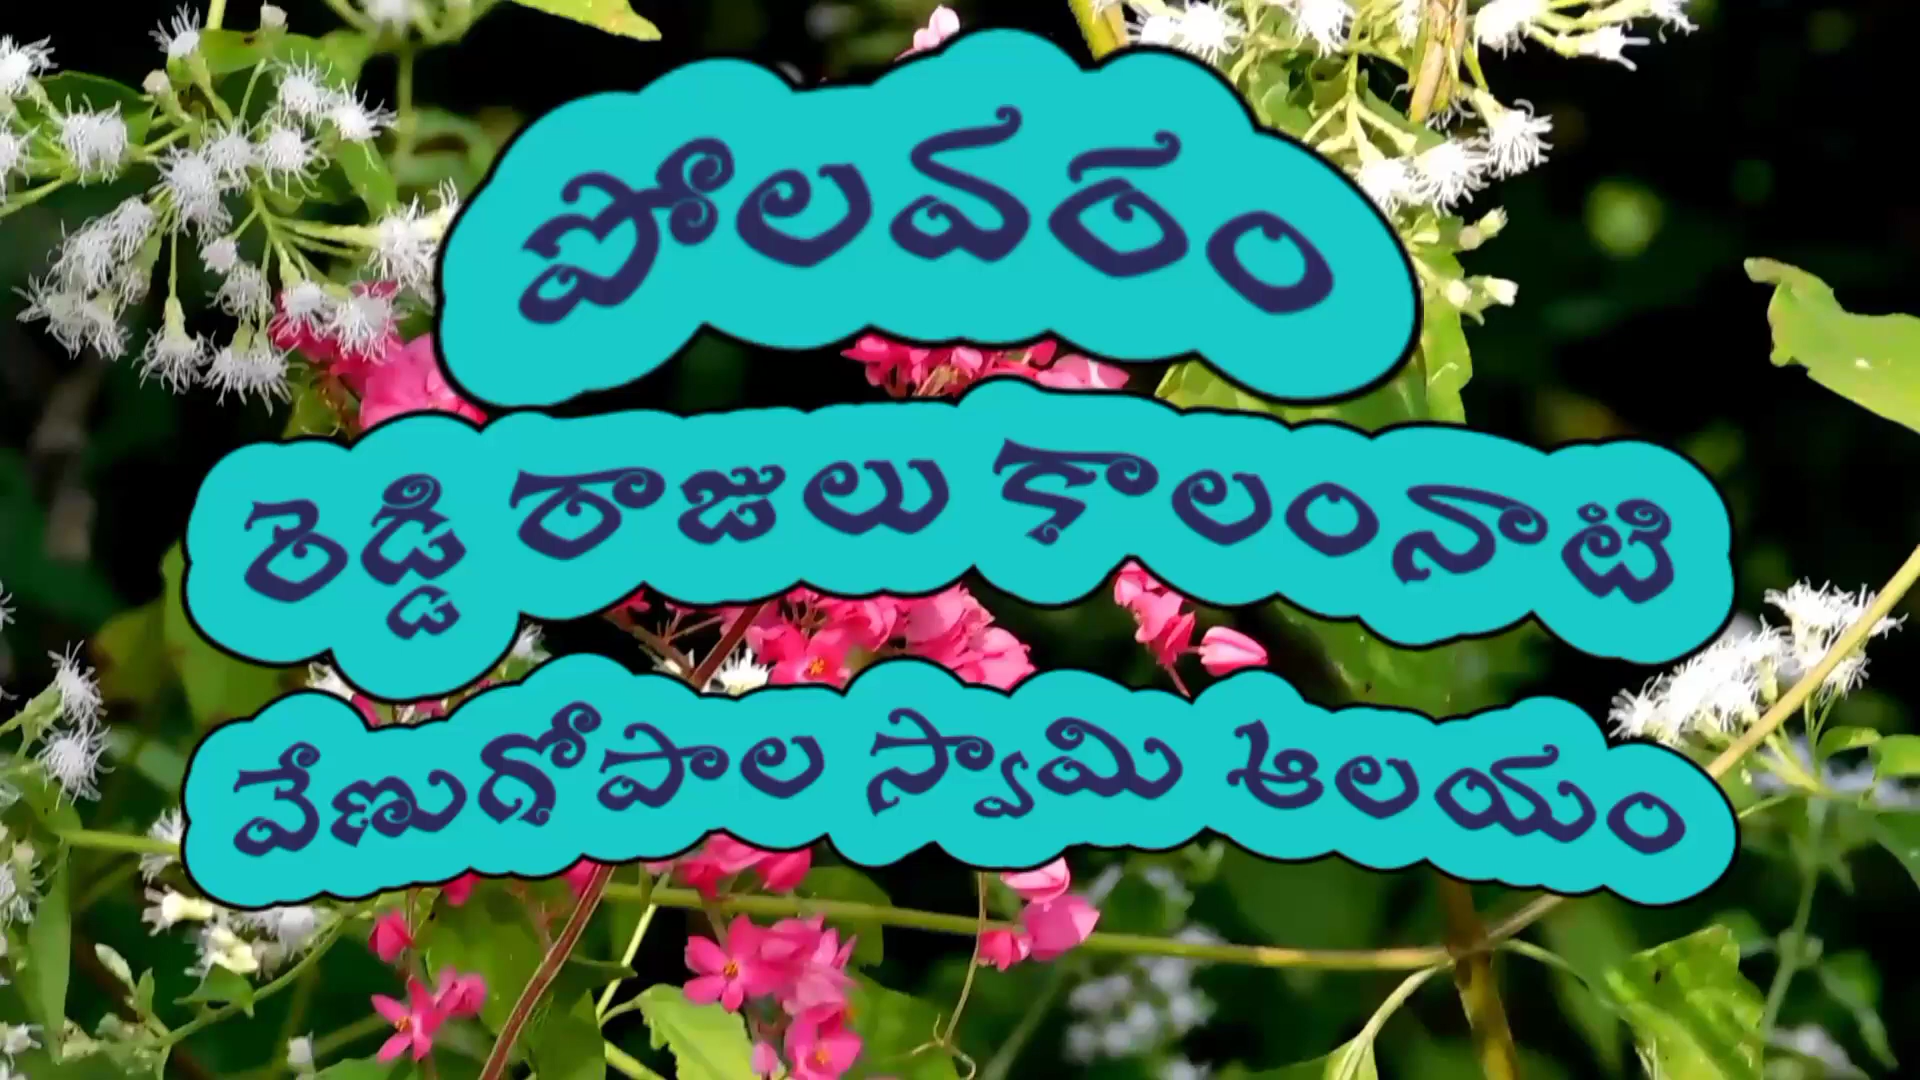 పోలవరం
రెడ్డి రాజులు కాలంనాటి
వేణుగోపాల స్వామి ఆలయం